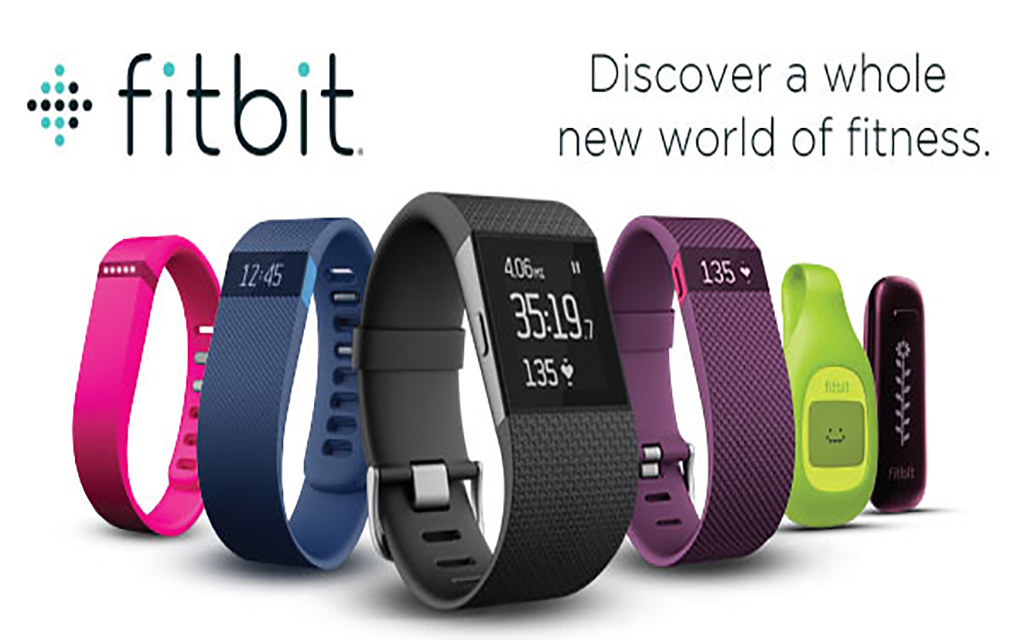 fitbit
Discover a whole
new world of fitness.
12:45
4.06MI
35:19.7
135
135
fitbit
fitbit